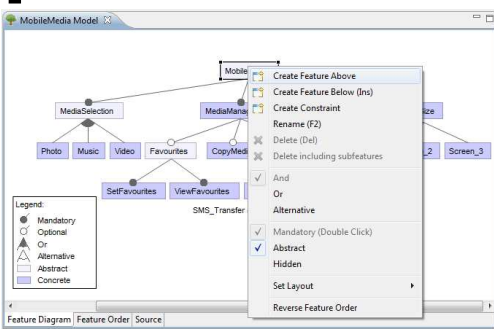 MobileMedia Model
Mobile
Create Feature Above
Create Feature Below (Ins)
Create Constraint
Rename (F2)
Delete (Del)
Delete including subfeatures
And
Or
Alternative
Mandatory (Double Click)
Abstract
Hidden
Set Layout
Reverse Feature Order
MediaSelection
MediaManag
ize
Photo
Music
Video
Favourites
CopyMedi
_2
Screen_3
SetFavourites
ViewFavourites
SMS_Transfer
Legend:
Mandatory
Optional
Or
Alternative
Abstract
Concrete
Feature Diagram
Feature Order
Source